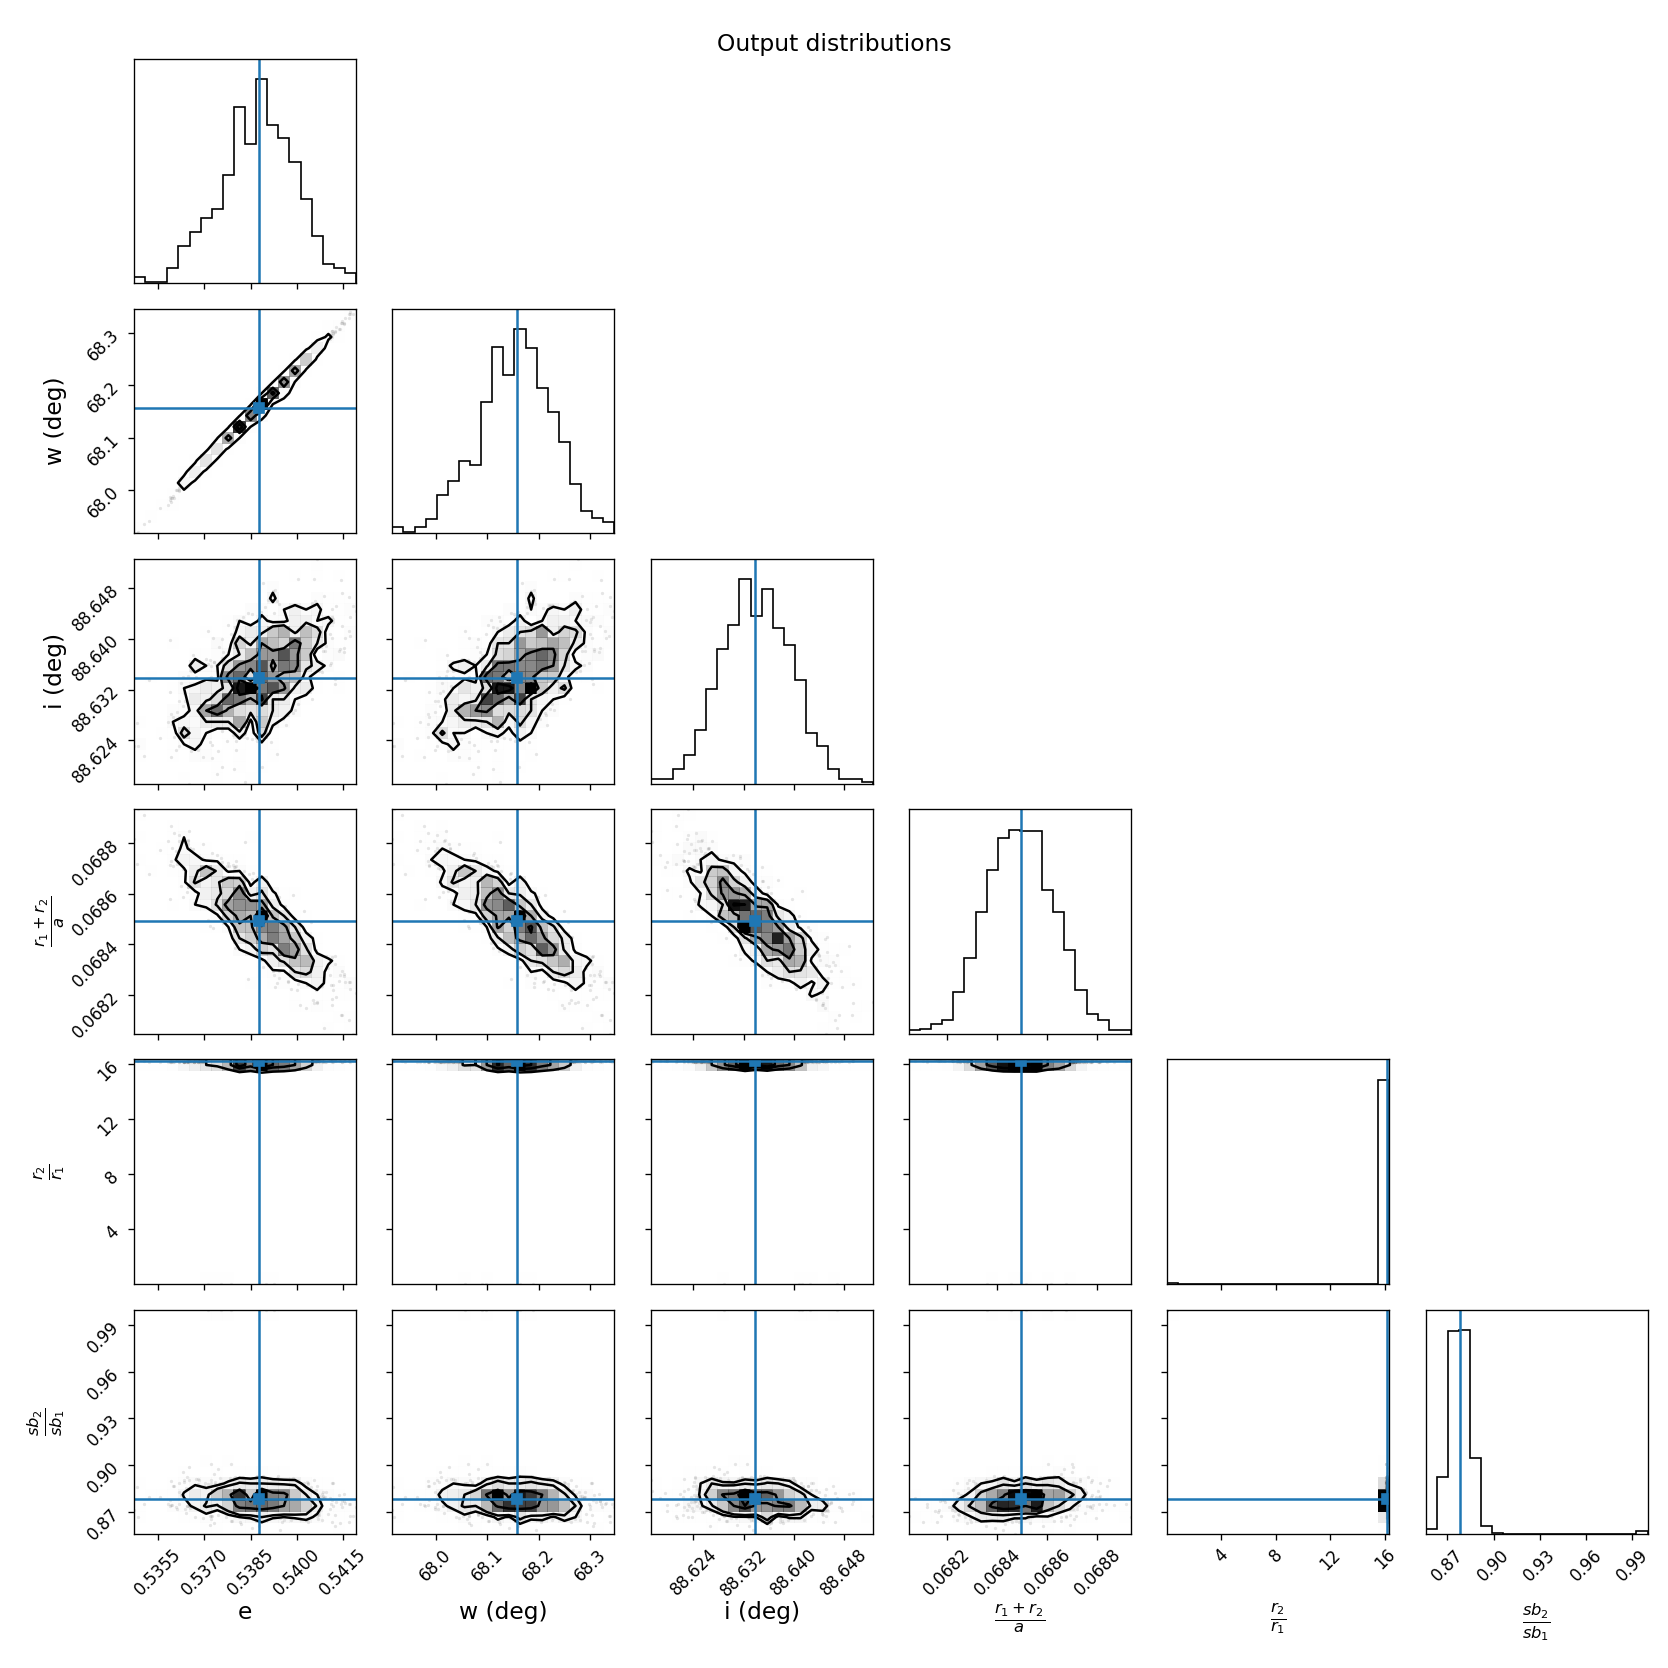 Output distributions
w (deg)
68.3
68.2
68.1
68.0
i (deg)
88.648
88.640
88.632
88.624
r₁ + r₂
a
0.0688
0.0686
0.0684
0.0682
r₂
r₁
16
12
8
4
sb₂
sb₁
0.99
0.96
0.93
0.90
0.87
0.5355 0.5370 0.5385 0.5400 0.5415 68.0 68.1 68.2 68.3 88.624 88.632 88.640 88.648 0.0682 0.0684 0.0686 0.0688 4 8 12 16 0.87 0.90 0.93 0.96 0.99
e w (deg) i (deg) r₁ + r₂ r₂ sb₂
a r₁ sb₁